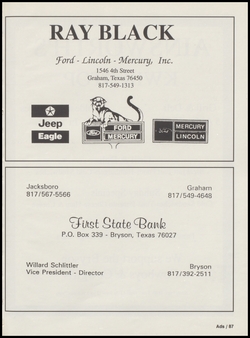 RAY BLACK
Ford - Lincoln - Mercury, Inc.
1546 4th Street
Graham, Texas 76450
817-549-1313
Jeep
Eagle
Ford
FORD
MERCURY
MERCURY
LINCOLN
Jacksboro
817/567-5566
Graham
817/549-4648
First State Bank
P.O. Box 339 - Bryson, Texas 76027
Willard Schlittler
Vice President - Director
Bryson
817/392-2511
Ads / 87